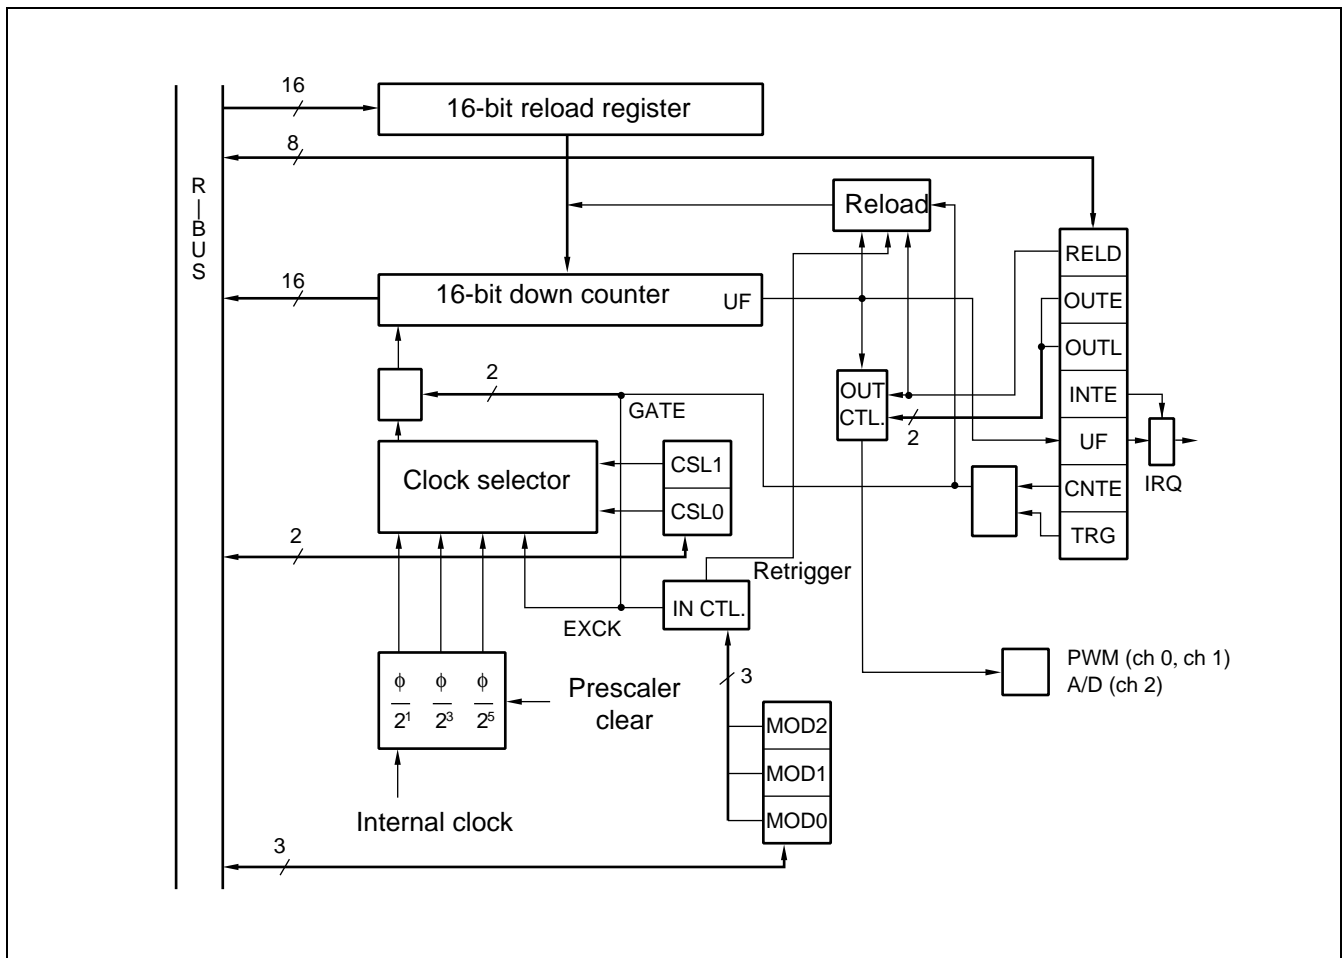 16
16-bit reload register
8
R
|
BUS
Reload
RELD
16
16-bit down counter
UF
OUTE
OUTL
2
GATE
OUT
CTL.
2
INTE
UF
IRQ
CSL1
Clock selector
CSL0
CNTE
TRG
2
Retrigger
IN CTL.
EXCK
3
PWM (ch 0, ch 1)
A/D (ch 2)
ϕ ϕ ϕ
2¹ 2³ 2⁵
Prescaler
clear
MOD2
MOD1
MOD0
Internal clock
3